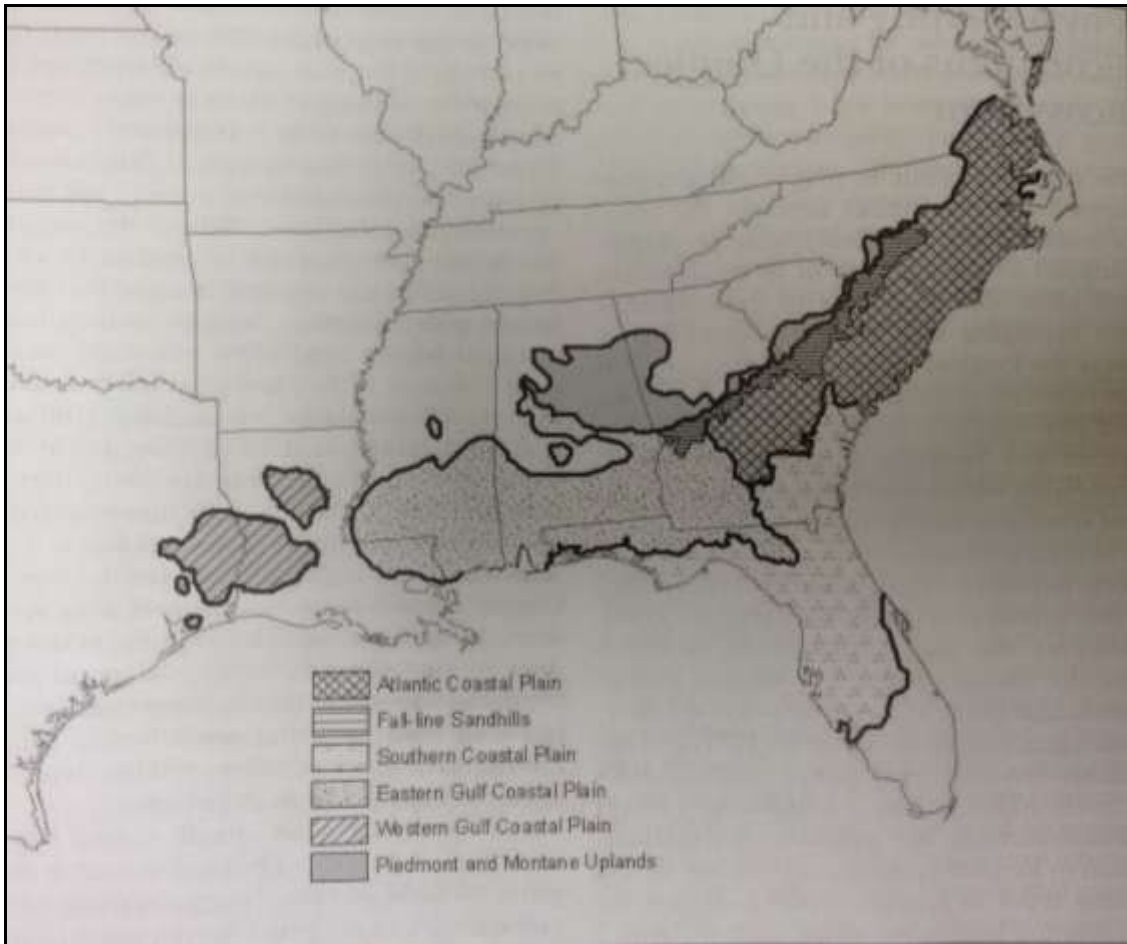 Atlantic Coastal Plain
Fall-line Sandhills
Southern Coastal Plain
Eastern Gulf Coastal Plain
Western Gulf Coastal Plain
Piedmont and Montane Uplands